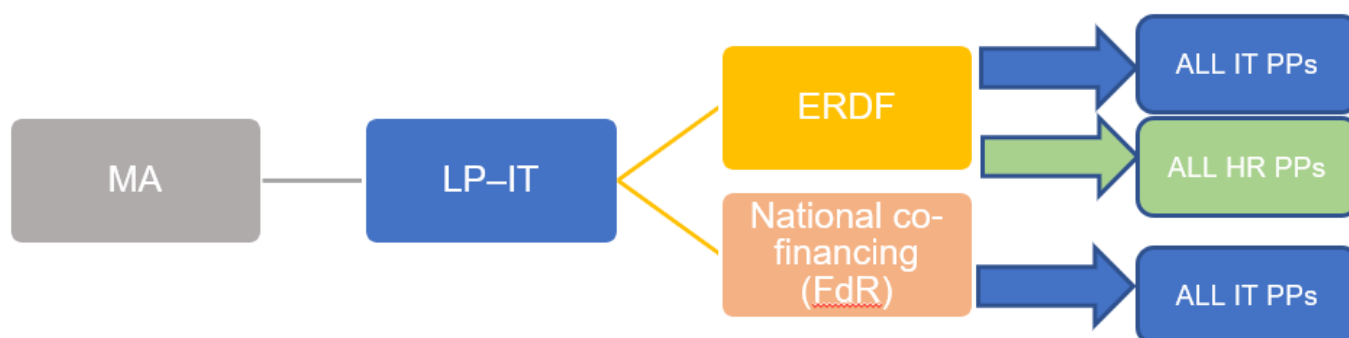 MA
LP–IT
ERDF
National co-
financing
(FdR)
ALL IT PPs
ALL HR PPs
ALL IT PPs